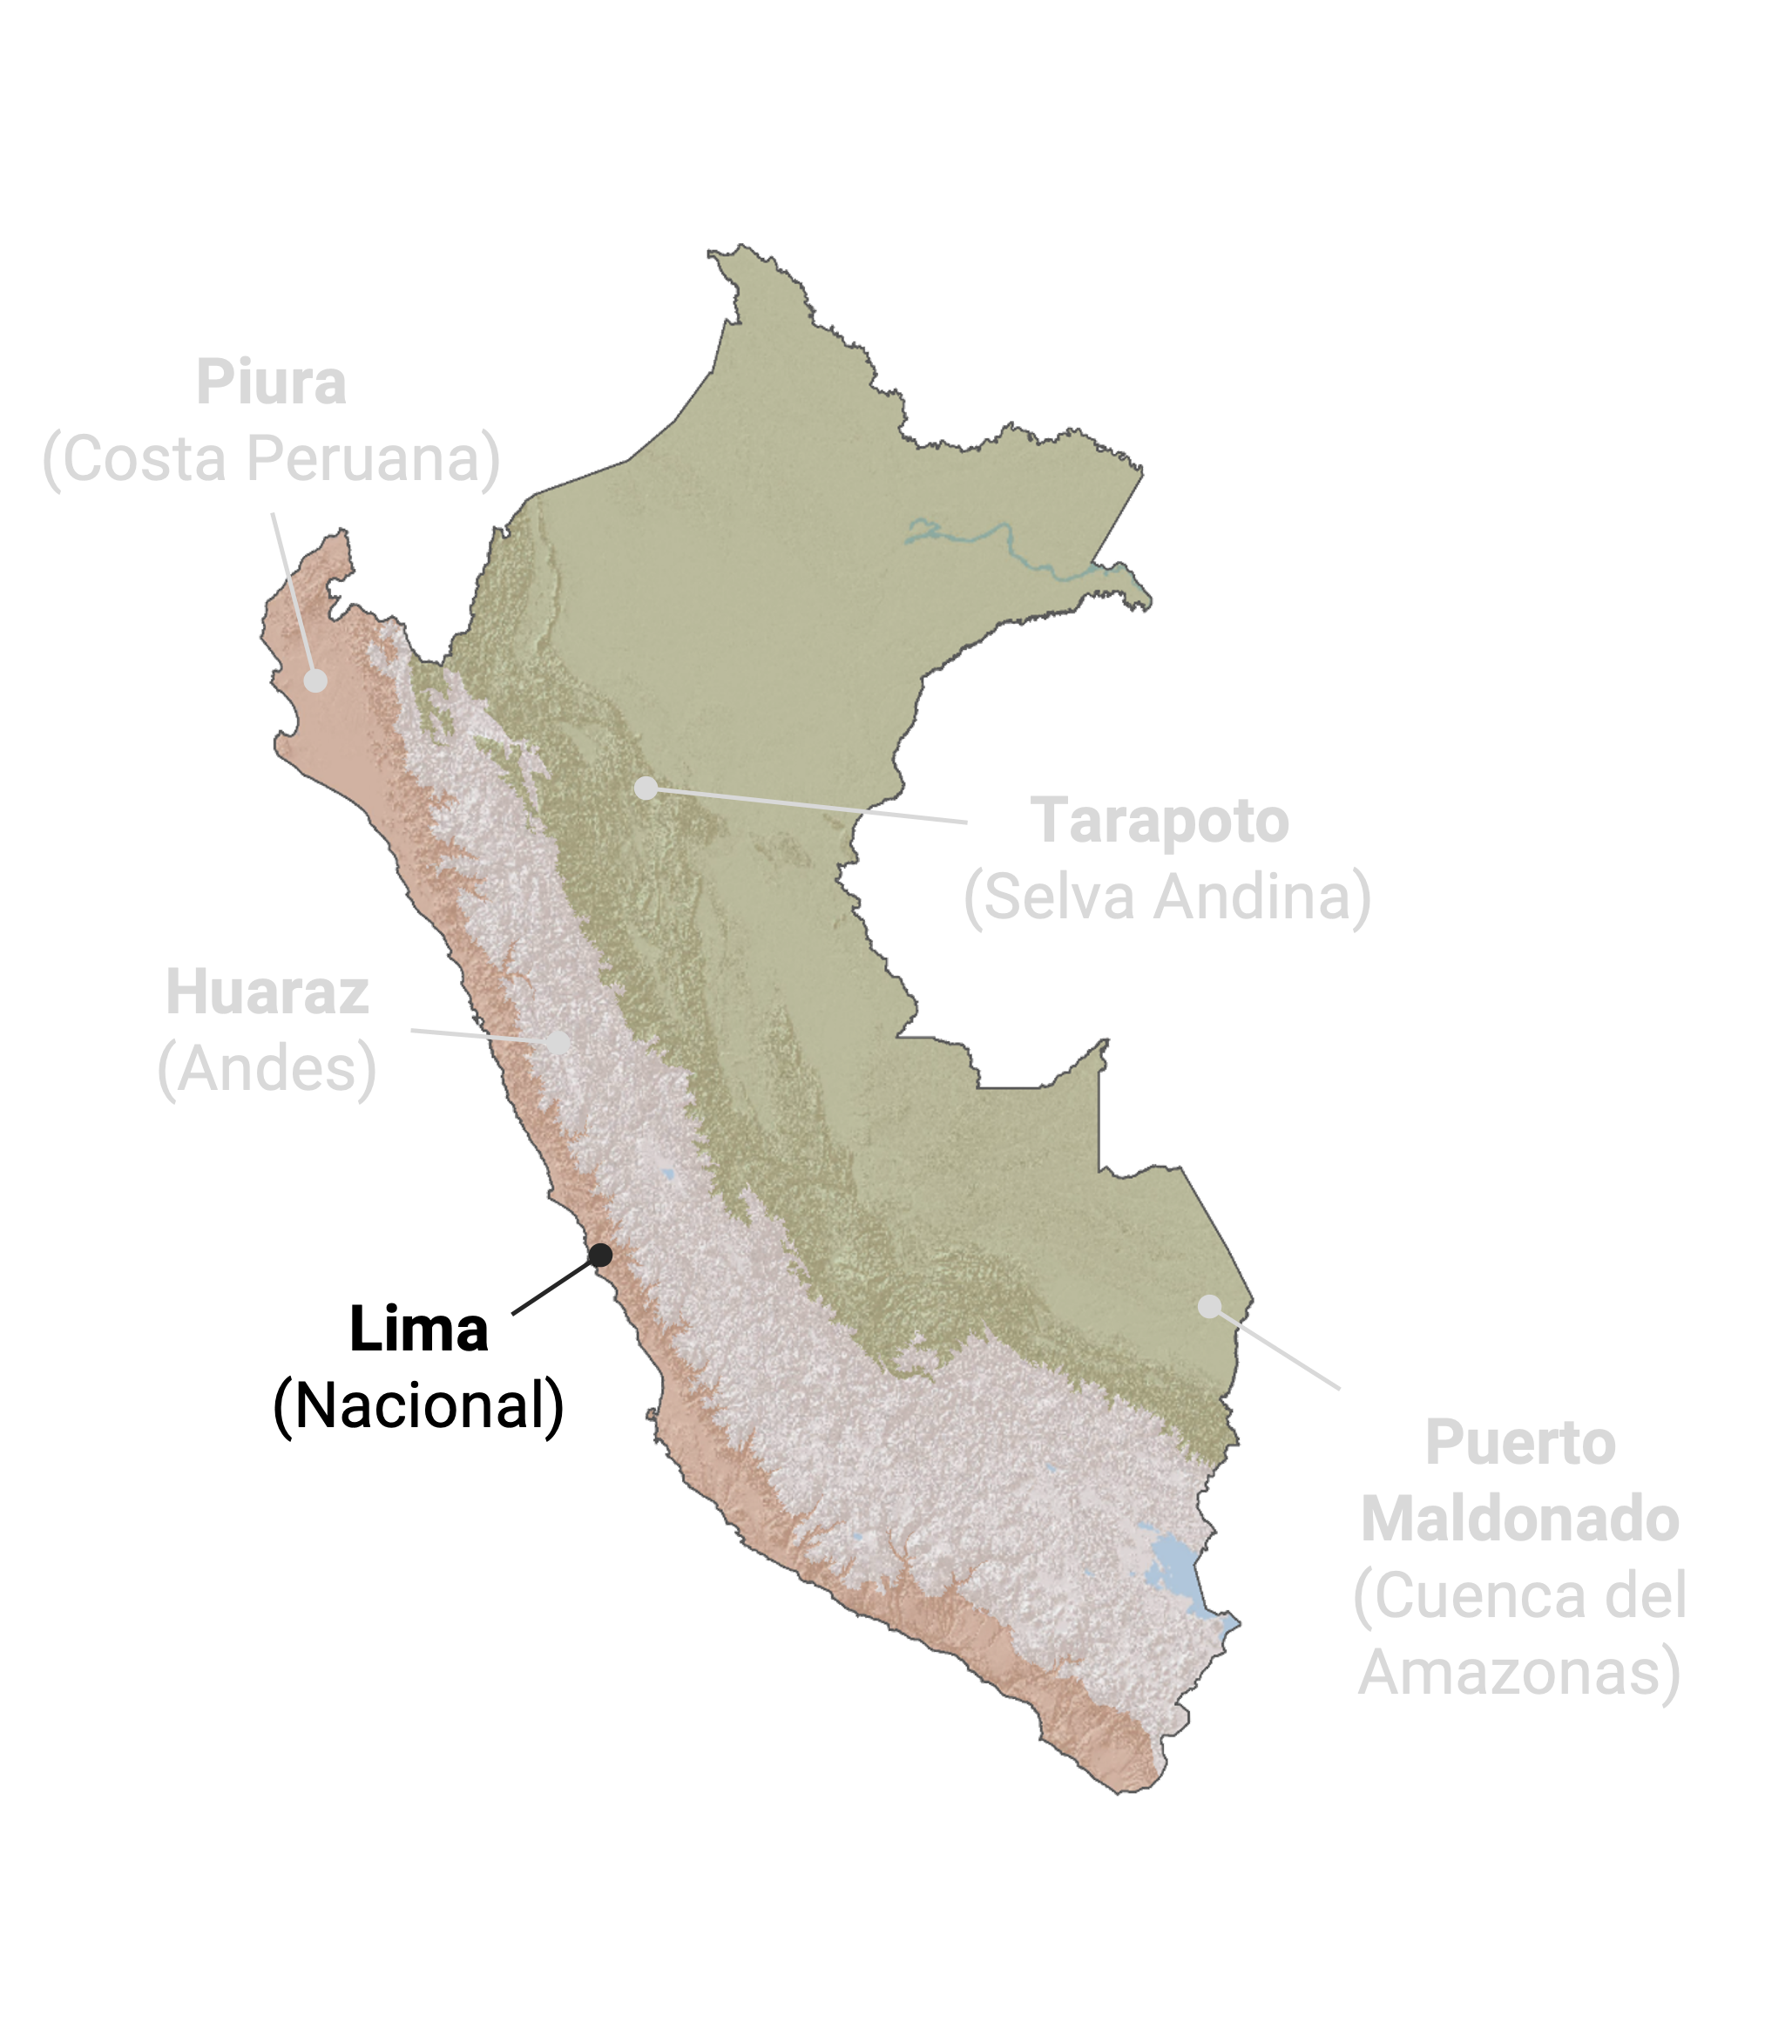 Piura
(Costa Peruana)
Tarapoto
(Selva Andina)
Huaraz
(Andes)
Lima
(Nacional)
Puerto
Maldonado
(Cuenca del
Amazonas)